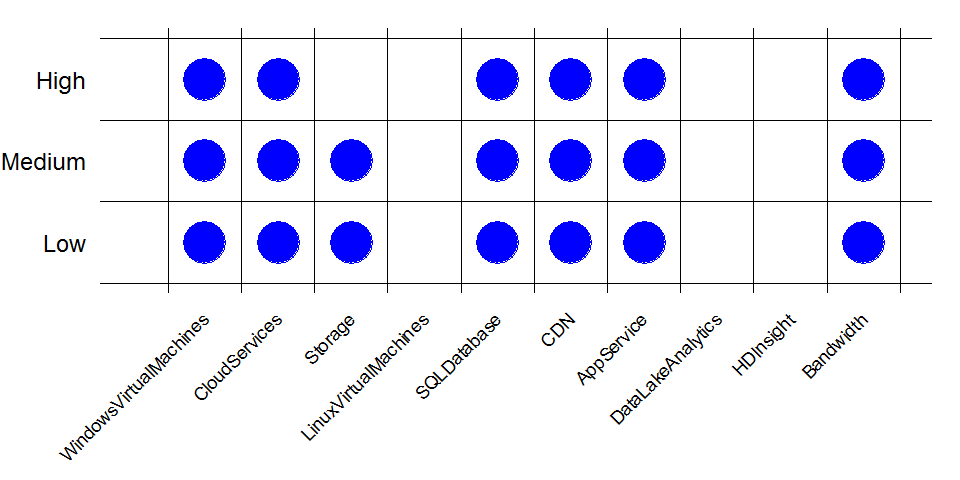 High
Medium
Low
WindowsVirtualMachines
CloudServices
Storage
LinuxVirtualMachines
SQLDatabase
CDN
AppService
DataLakeAnalytics
HDInsight
Bandwidth